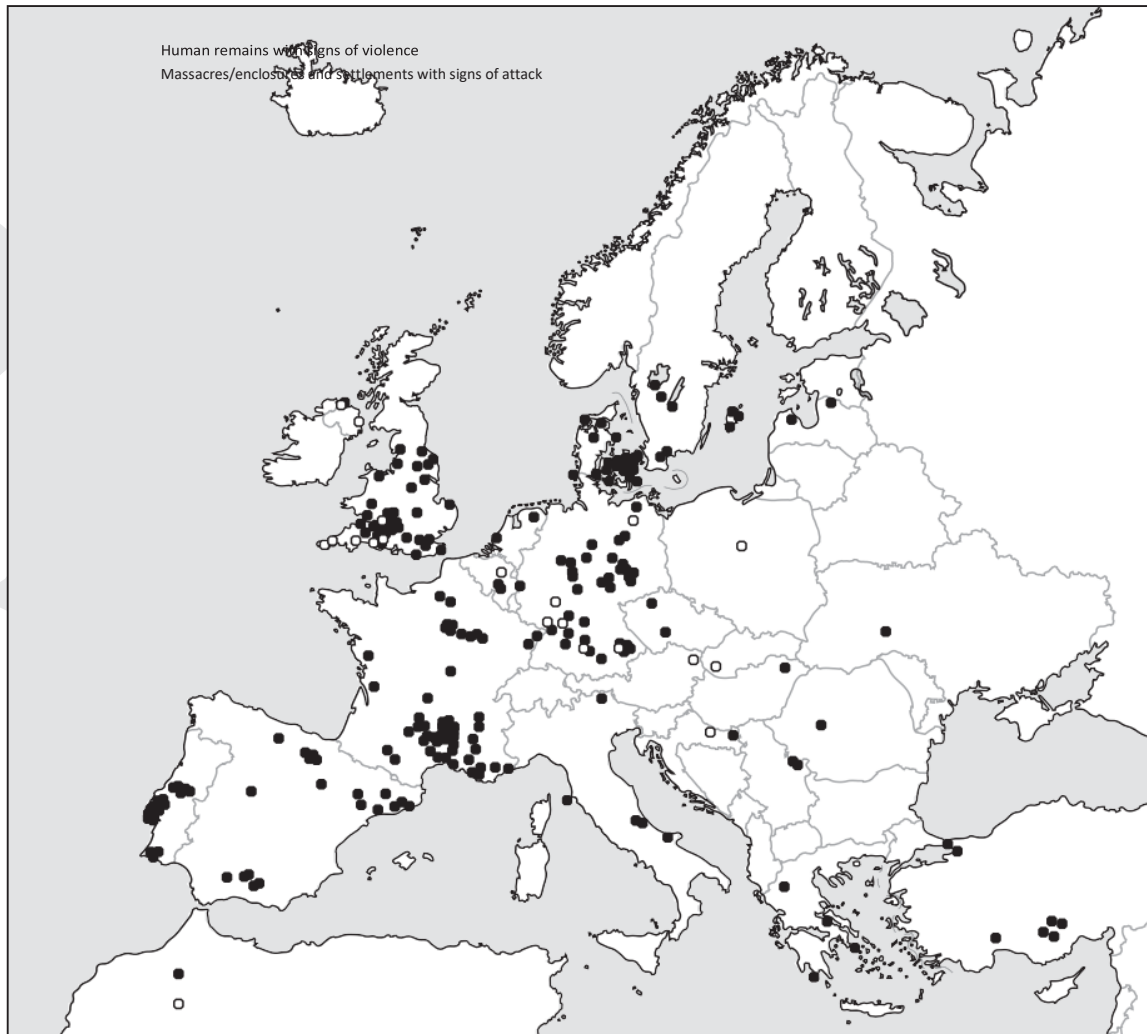 Human remains with signs of violence
Massacres/enclosures and settlements with signs of attack